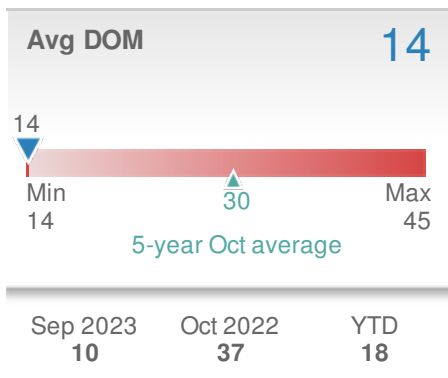 Avg DOM 14
14
Min 30 Max
14 45
5-year Oct average
Sep 2023 Oct 2022 YTD
10 37 18